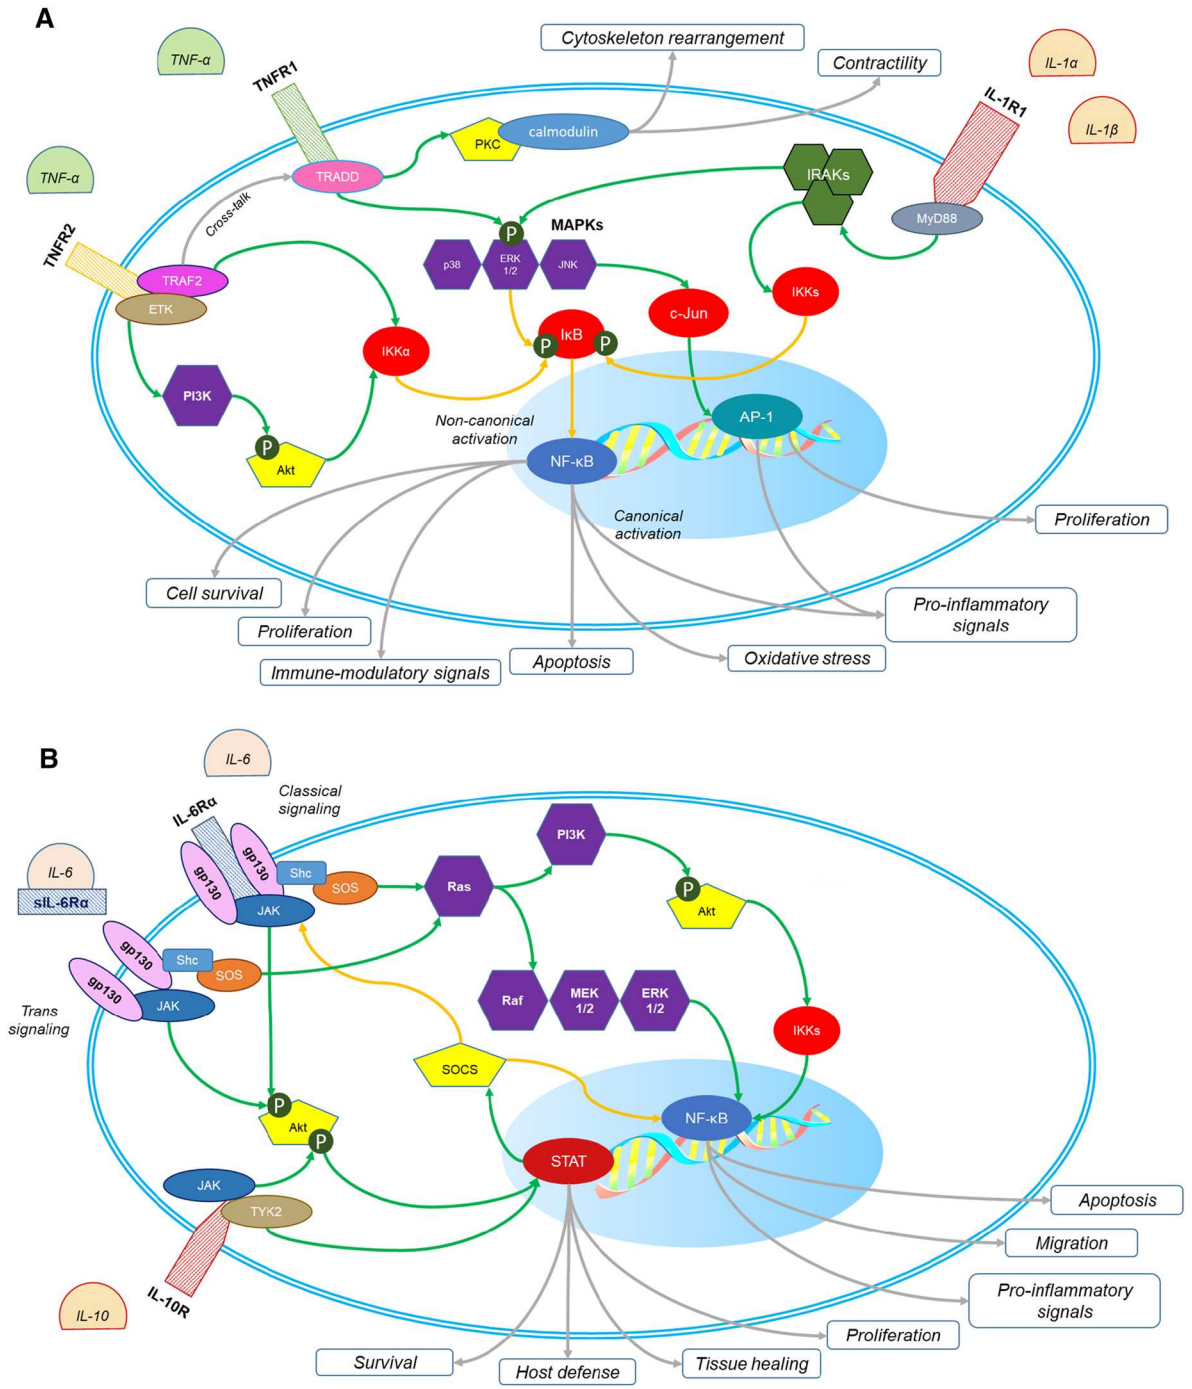 A
TNF-α
TNFR1
Cytoskeleton rearrangement
Contractility
IL-1α
IL-1R1
IL-1β
TNF-α
PKC
calmodulin
TRADD
IRAKs
MyD88
Cross-talk
TNFR2
P
MAPKs
p38
ERK
1/2
JNK
TRAF2
ETK
IKKs
c-Jun
IκB
P
P
IKKα
PI3K
AP-1
Non-canonical
activation
P
Akt
NF-κB
Canonical
activation
Proliferation
Cell survival
Pro-inflammatory
signals
Proliferation
Immune-modulatory signals
Apoptosis
Oxidative stress
B
IL-6
Classical
signaling
IL-6Rα
PI3K
gp130
gp130
Shc
SOS
JAK
Ras
P
Akt
IL-6
sIL-6Rα
gp130
gp130
Shc
SOS
JAK
Trans
signaling
Raf
MEK
1/2
ERK
1/2
IKKs
SOCS
P
Akt
P
NF-κB
STAT
JAK
TYK2
IL-10R
IL-10
Apoptosis
Migration
Pro-inflammatory
signals
Proliferation
Survival
Host defense
Tissue healing